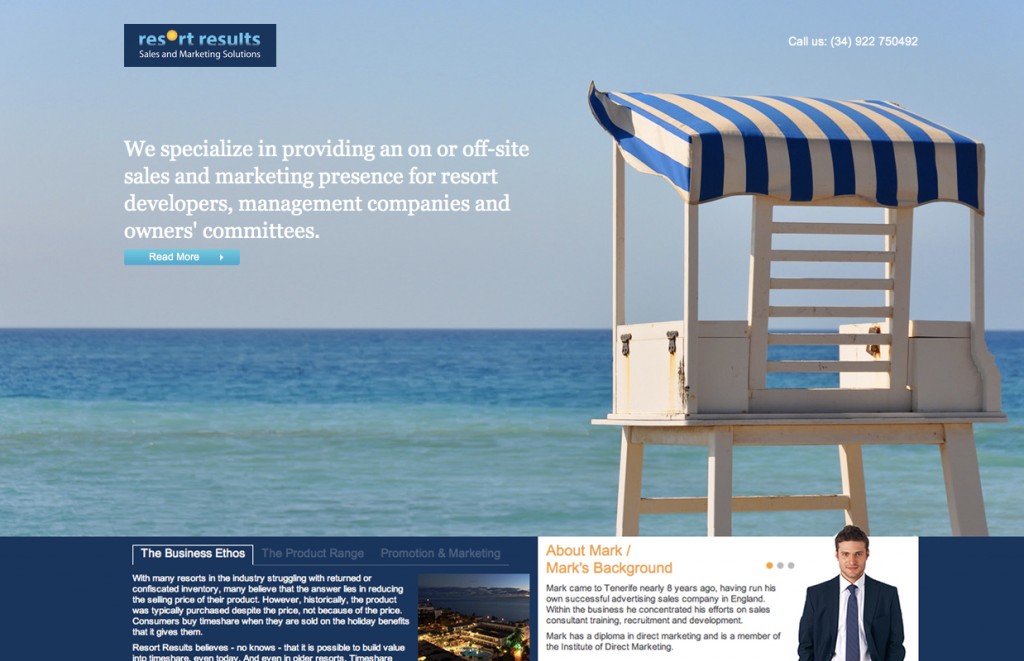 resort results
Sales and Marketing Solutions
Call us: (34) 922 750492
We specialize in providing an on or off-site
sales and marketing presence for resort
developers, management companies and
owners' committees.
Read More
The Business Ethos
The Product Range
Promotion & Marketing
With many resorts in the industry struggling with returned or
confiscated inventory, many believe that the answer lies in reducing
the selling price of their product. However, historically, the product
was typically purchased despite the price, not because of the price.
Consumers buy timeshare when they are sold on the holiday benefits
that it gives them.
Resort Results believes - no knows - that it is possible to build value
into timeshare, even today. And even in older resorts. Timeshare
About Mark /
Mark's Background
Mark came to Tenerife nearly 8 years ago, having run his
own successful advertising sales company in England.
Within the business he concentrated his efforts on sales
consultant training, recruitment and development.
Mark has a diploma in direct marketing and is a member of
the Institute of Direct Marketing.